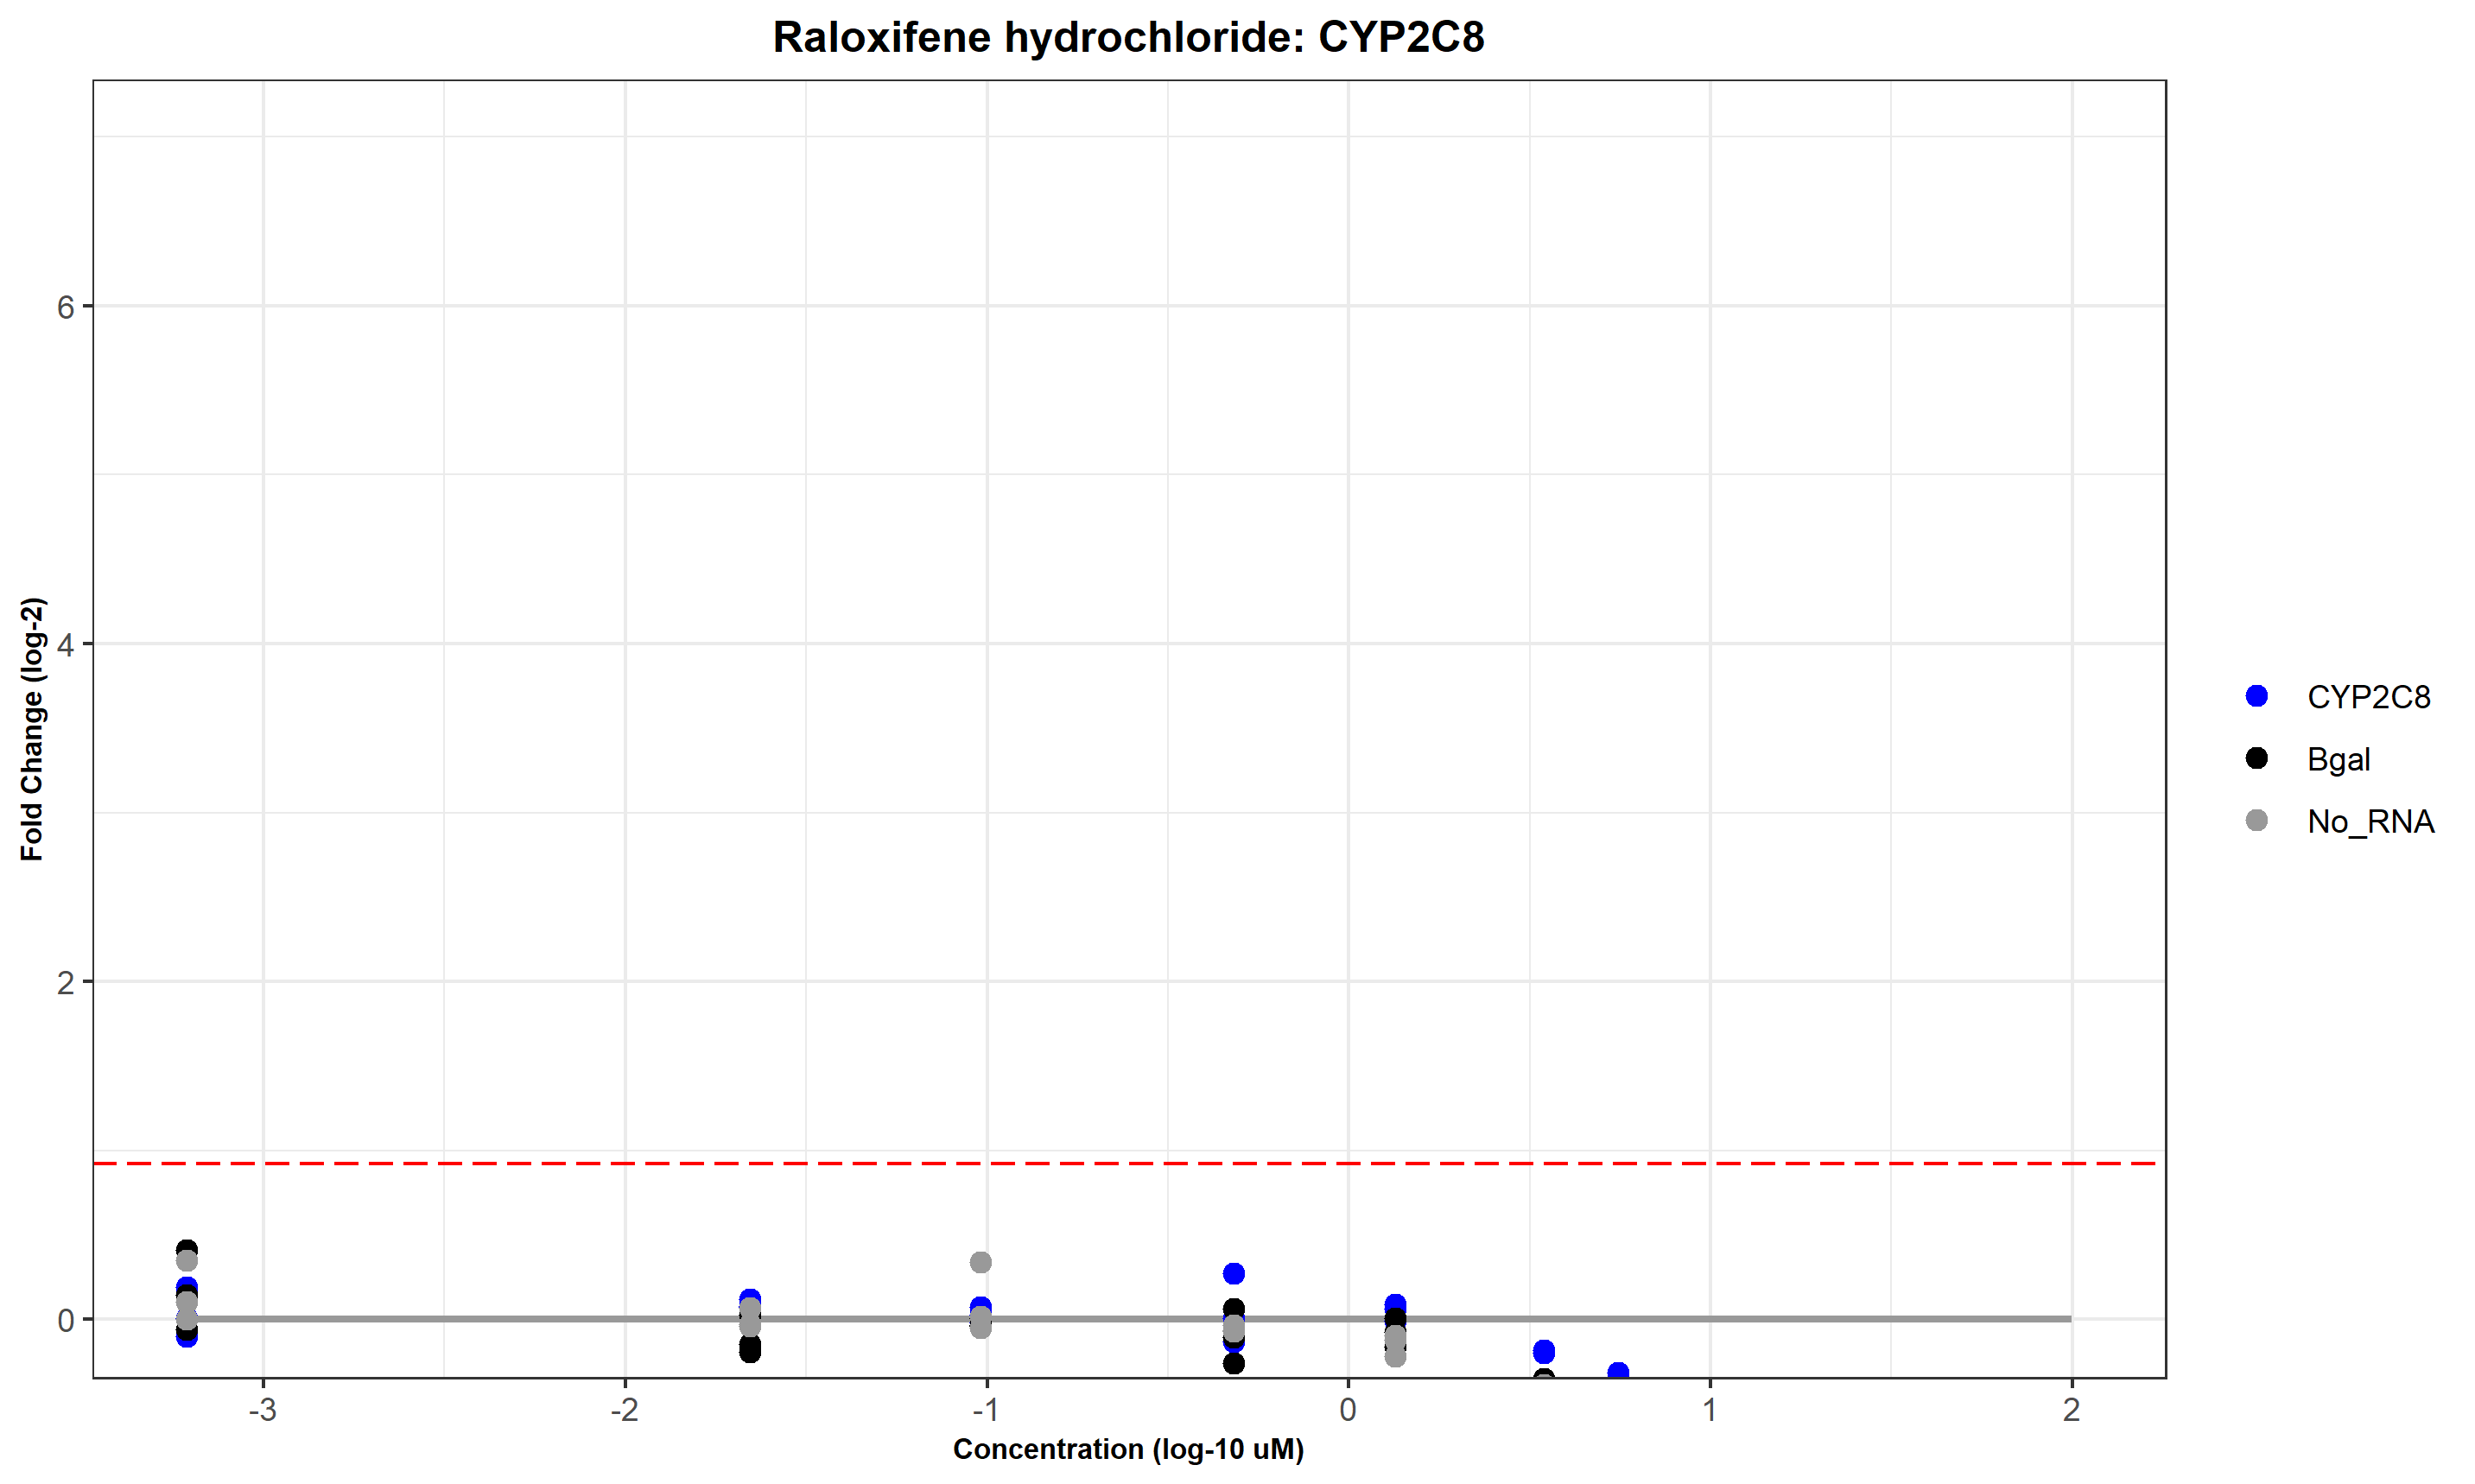 Raloxifene hydrochloride: CYP2C8
Fold Change (log-2)
6
4
2
0
-3
-2
-1
0
1
2
Concentration (log-10 uM)
CYP2C8
Bgal
No_RNA